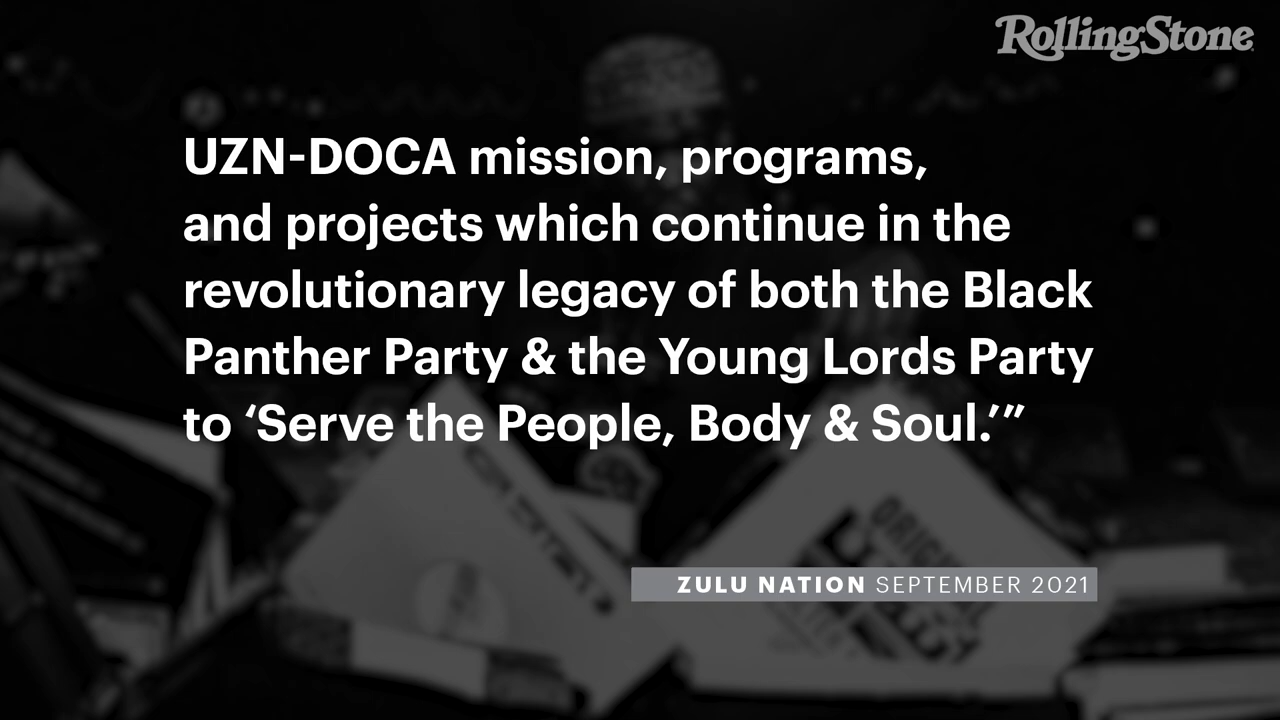 RollingStone
UZN-DOCA mission, programs,
and projects which continue in the
revolutionary legacy of both the Black
Panther Party & the Young Lords Party
to ‘Serve the People, Body & Soul.’”
ZULU NATION SEPTEMBER 2021